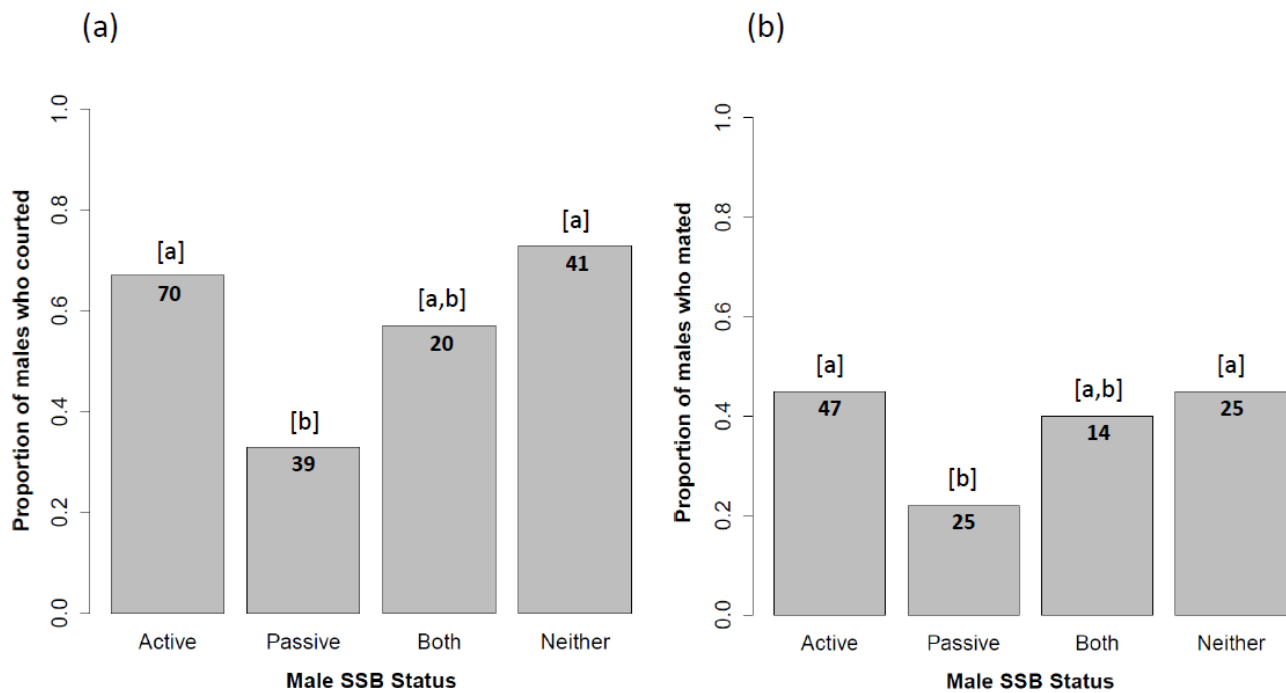 (a)
Proportion of males who courted
1.0
0.8
0.6
0.4
0.2
0.0
[a]
70
[b]
39
[a,b]
20
[a]
41
Active Passive Both Neither
Male SSB Status
(b)
Proportion of males who mated
1.0
0.8
0.6
0.4
0.2
0.0
[a]
47
[b]
25
[a,b]
14
[a]
25
Active Passive Both Neither
Male SSB Status